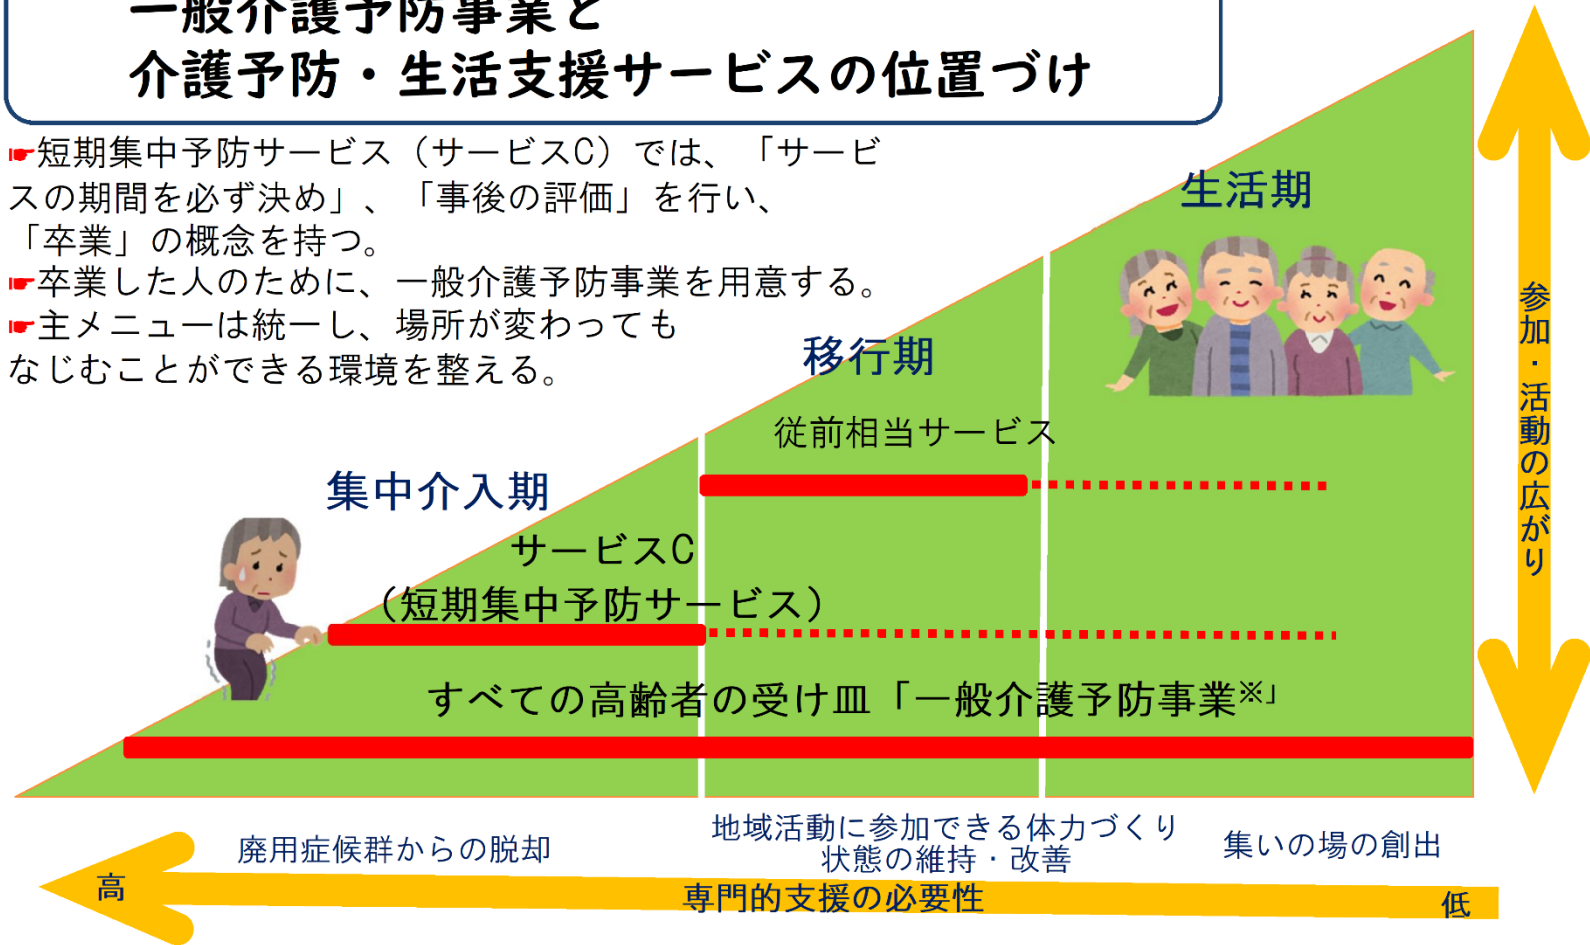 一般介護予防事業と
介護予防・生活支援サービスの位置づけ
☛短期集中予防サービス（サービスC）では、「サービ
スの期間を必ず決め」、「事後の評価」を行い、
「卒業」の概念を持つ。
☛卒業した人のために、一般介護予防事業を用意する。
☛主メニューは統一し、場所が変わっても
なじむことができる環境を整える。
生活期
移行期
従前相当サービス
集中介入期
サービスC
（短期集中予防サービス）
すべての高齢者の受け皿「一般介護予防事業※」
参加・活動の広がり
廃用症候群からの脱却
地域活動に参加できる体力づくり
状態の維持・改善
集いの場の創出
高
専門的支援の必要性
低